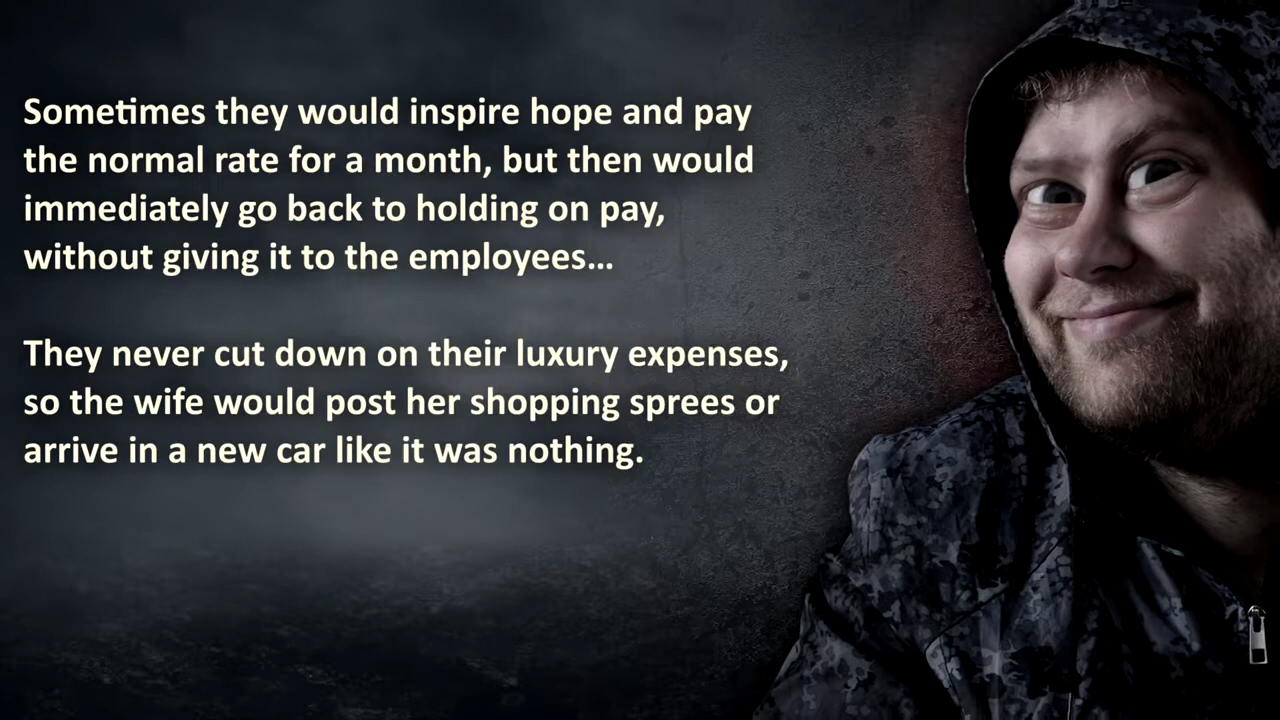 Sometimes they would inspire hope and pay
the normal rate for a month, but then would
immediately go back to holding on pay,
without giving it to the employees...
They never cut down on their luxury expenses,
so the wife would post her shopping sprees or
arrive in a new car like it was nothing.